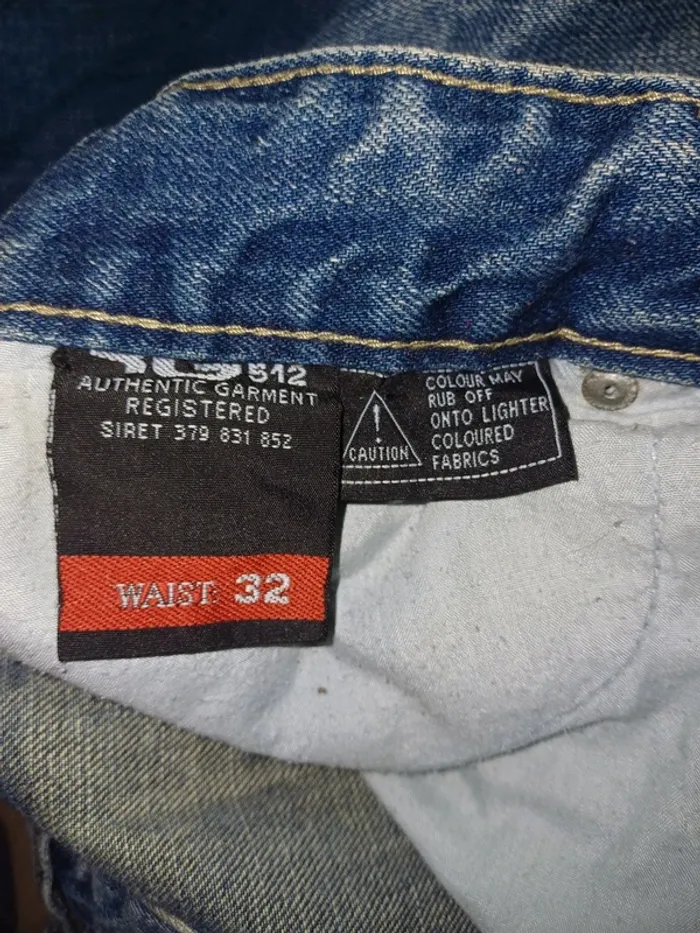 512
AUTHENTIC GARMENT
REGISTERED
SIRET 379 831 852
WAIST 32
!
CAUTION
COLOUR MAY
RUB OFF
ONTO LIGHTER
COLOURED
FABRICS